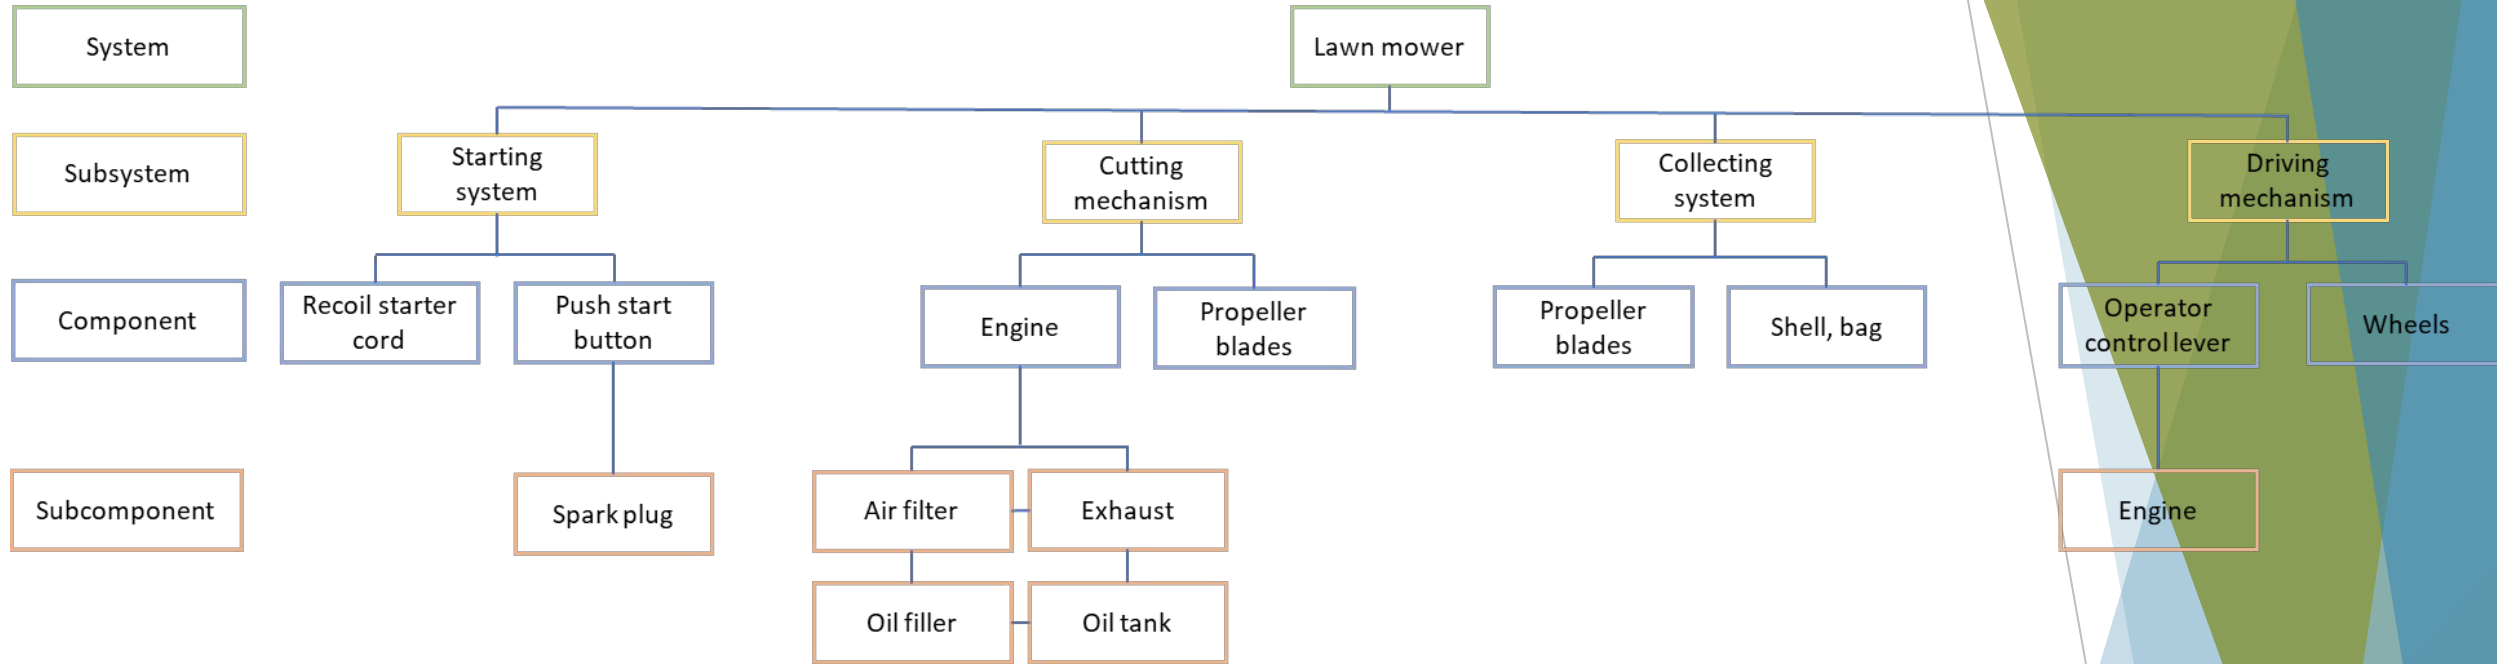 System
Lawn mower
Subsystem
Starting
system
Cutting
mechanism
Collecting
system
Driving
mechanism
Component
Recoil starter
cord
Push start
button
Engine
Propeller
blades
Propeller
blades
Shell, bag
Operator
control lever
Wheels
Subcomponent
Spark plug
Air filter
Exhaust
Engine
Oil filler
Oil tank